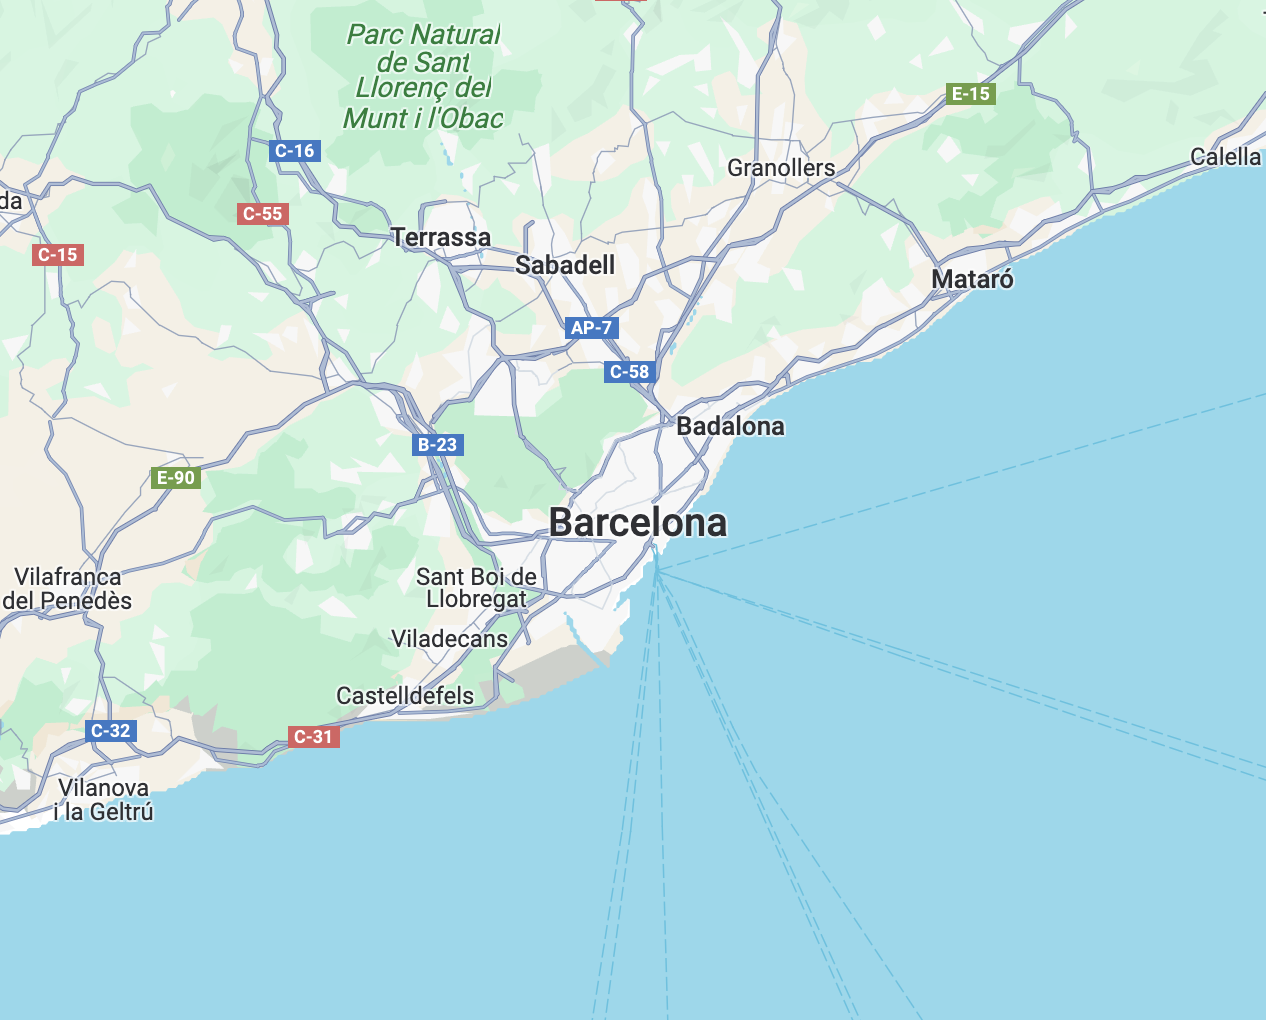 Parc Natural
de Sant
Llorenç del
Munt i l'Obac
E-15
C-16
Granollers
Calella
da
C-55
Terrassa
C-15
Sabadell
Mataró
AP-7
C-58
Badalona
B-23
E-90
Barcelona
Vilafranca
del Penedès
Sant Boi de
Llobregat
Viladecans
Castelldefels
C-32
C-31
Vilanova
i la Geltrú